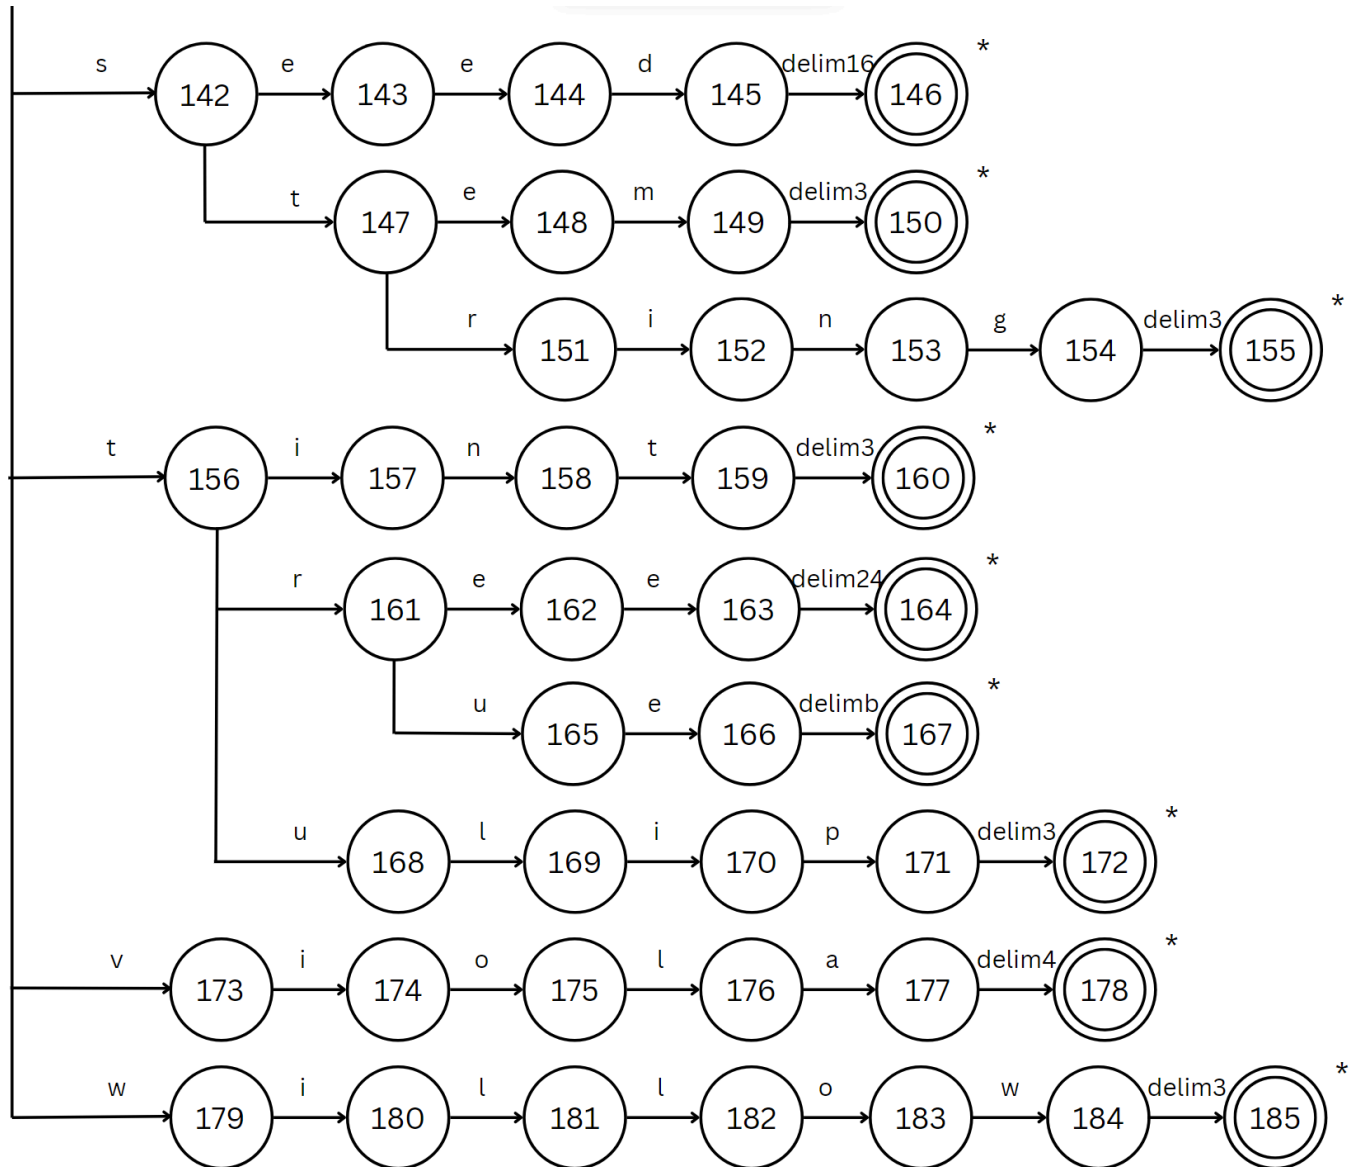 s 142 e 143 e 144 d 145 delim16 146 *
t 147 e 148 m 149 delim3 150 *
r 151 i 152 n 153 g 154 delim3 155 *
t 156 i 157 n 158 t 159 delim3 160 *
r 161 e 162 e 163 delim24 164 *
u 165 e 166 delimb 167 *
u 168 l 169 i 170 p 171 delim3 172 *
v 173 i 174 o 175 l 176 a 177 delim4 178 *
w 179 i 180 l 181 l 182 o 183 w 184 delim3 185 *